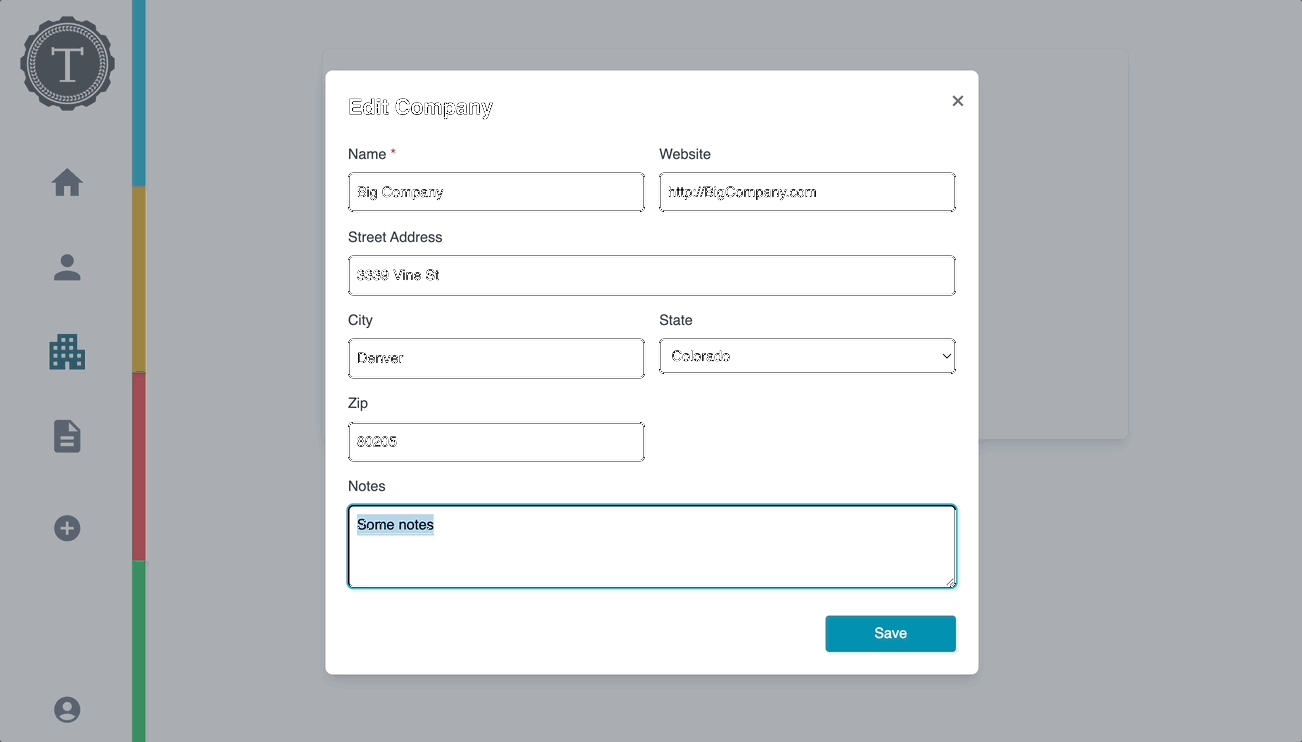 T
Edit Company
Name * Website
Big Company http://BigCompany.com
Street Address
3339 Vine St
City State
Denver Colorado
Zip
80205
Notes
Some notes
Save